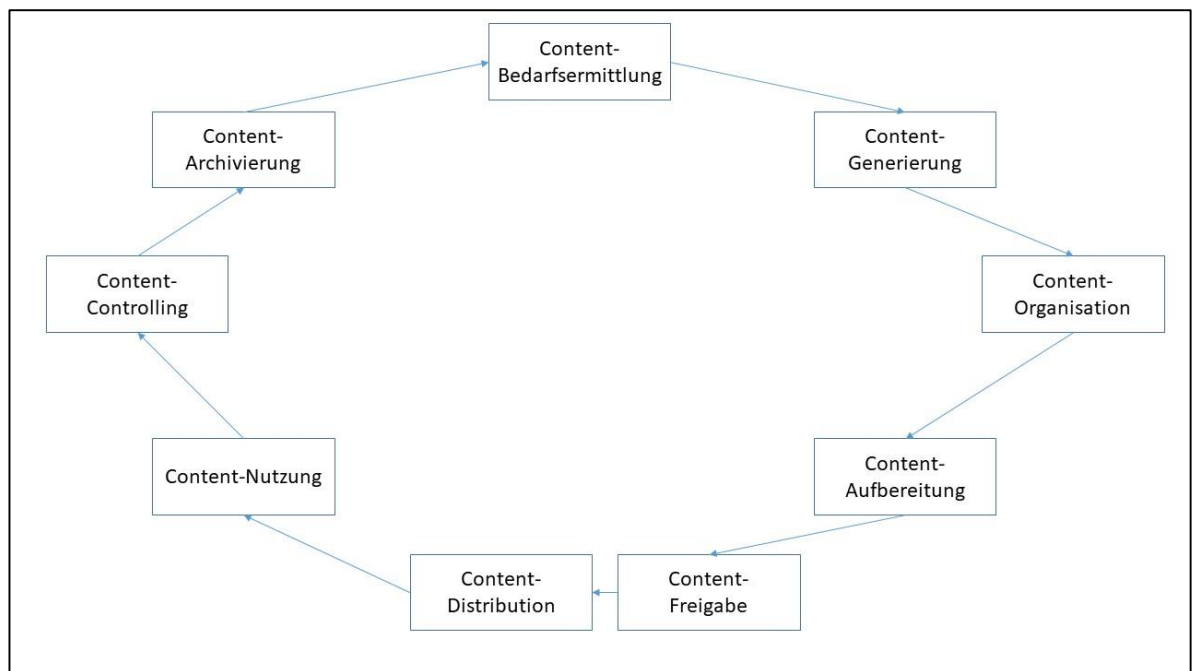 Content-
Bedarfsermittlung
Content-
Generierung
Content-
Organisation
Content-
Aufbereitung
Content-
Freigabe
Content-
Distribution
Content-Nutzung
Content-
Controlling
Content-
Archivierung